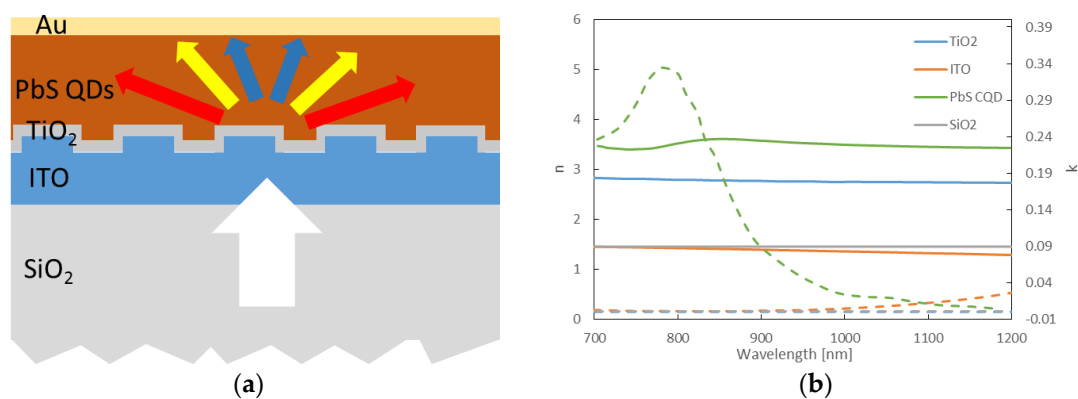 Au
PbS QDs
TiO₂
ITO
SiO₂
(a)
6
5
4
3
2
1
0
n
0.39
0.34
0.29
0.24
0.19
0.14
0.09
0.04
-0.01
k
TiO2
ITO
PbS CQD
SiO2
700 800 900 1000 1100 1200
Wavelength [nm]
(b)